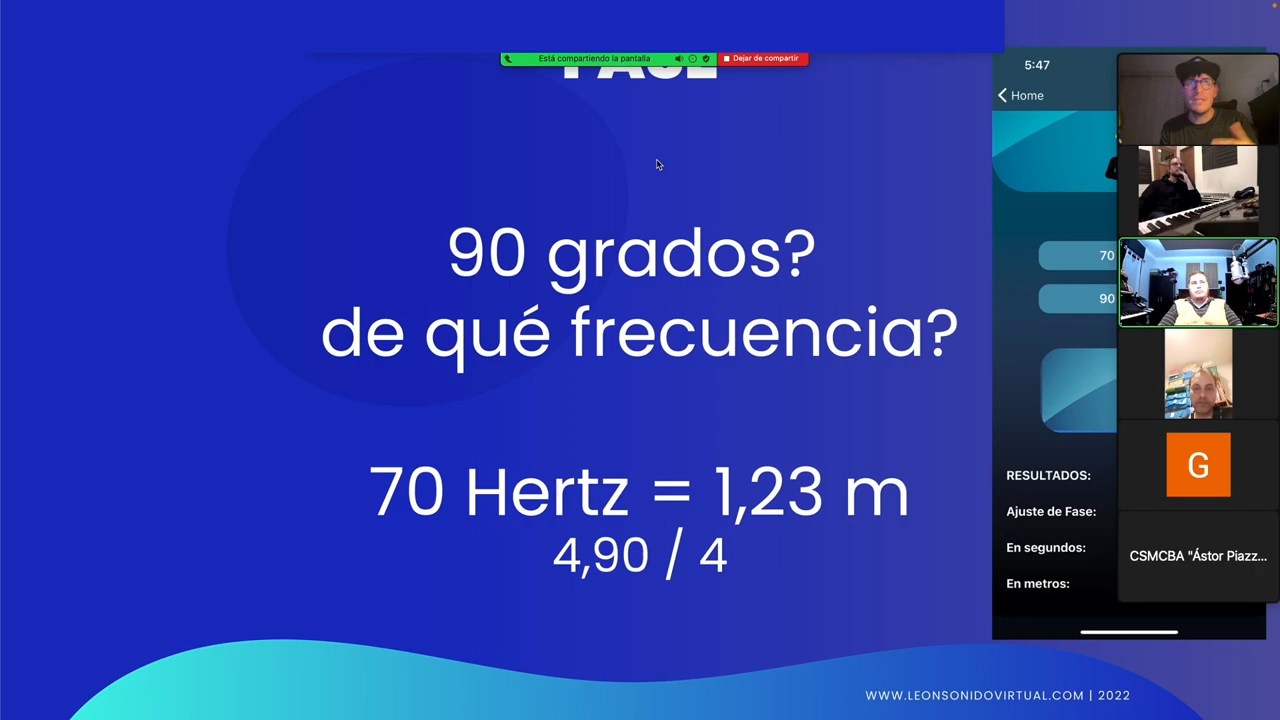 Está compartiendo la pantalla
Dejar de compartir
FASE
90 grados?
de qué frecuencia?
70 Hertz = 1,23 m
4,90 / 4
WWW.LEONSONIDOVIRTUAL.COM | 2022
5:47
Home
70
90
RESULTADOS:
Ajuste de Fase:
En segundos:
En metros:
G
CSMCBA "Ástor Piazz...